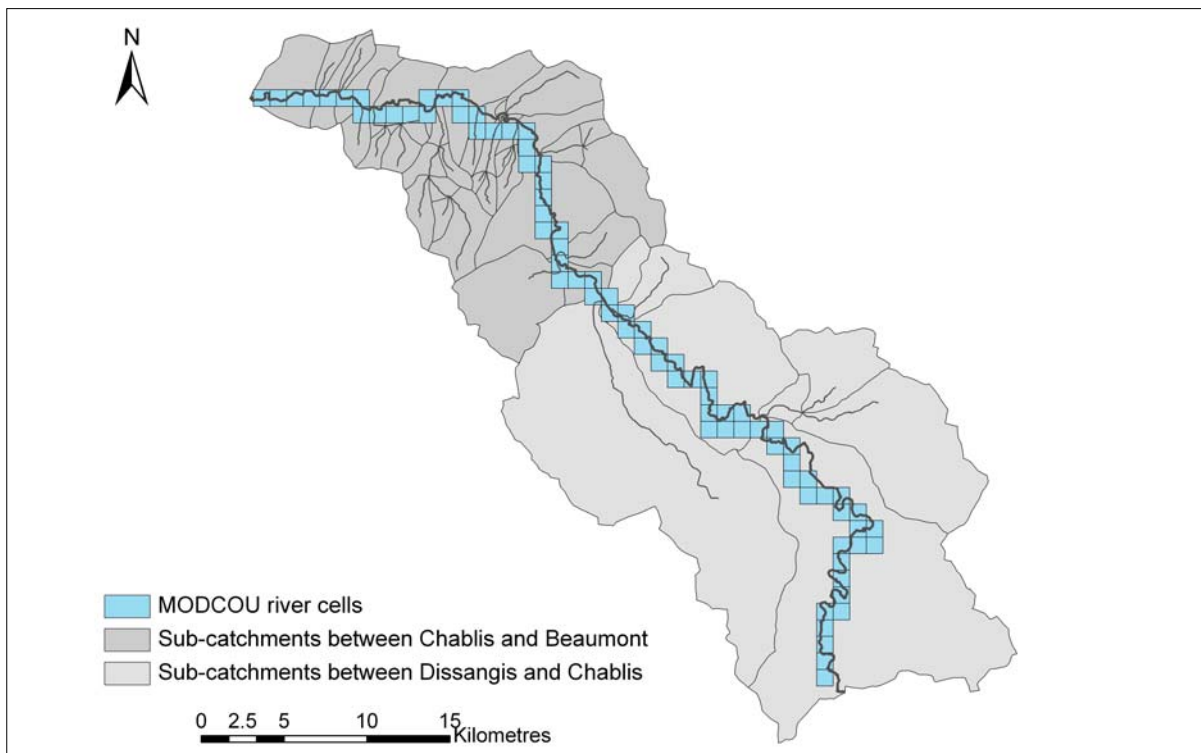 N
MODCOU river cells
Sub-catchments between Chablis and Beaumont
Sub-catchments between Dissangis and Chablis
0 2.5 5 10 15
Kilometres